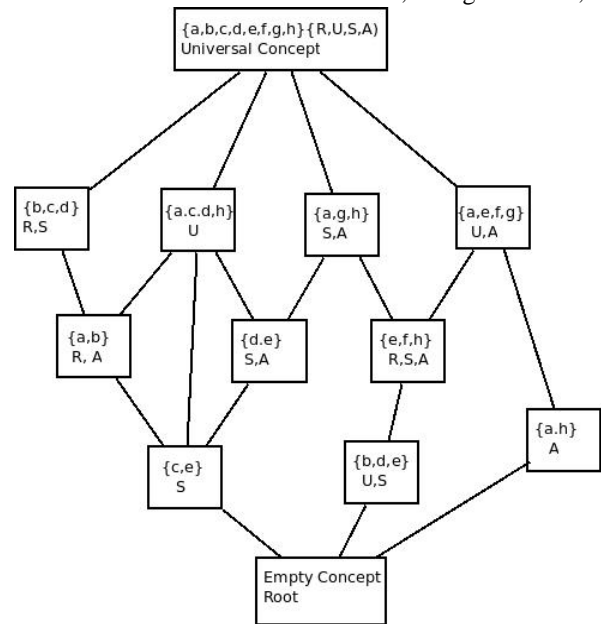 {a,b,c,d,e,f,g,h}{R,U,S,A)
Universal Concept
{b,c,d}
R,S
{a.c.d,h}
U
{a,g,h}
S,A
{a,e,f,g}
U,A
{a,b}
R, A
{d.e}
S,A
{e,f,h}
R,S,A
{a.h}
A
{c,e}
S
{b,d,e}
U,S
Empty Concept
Root